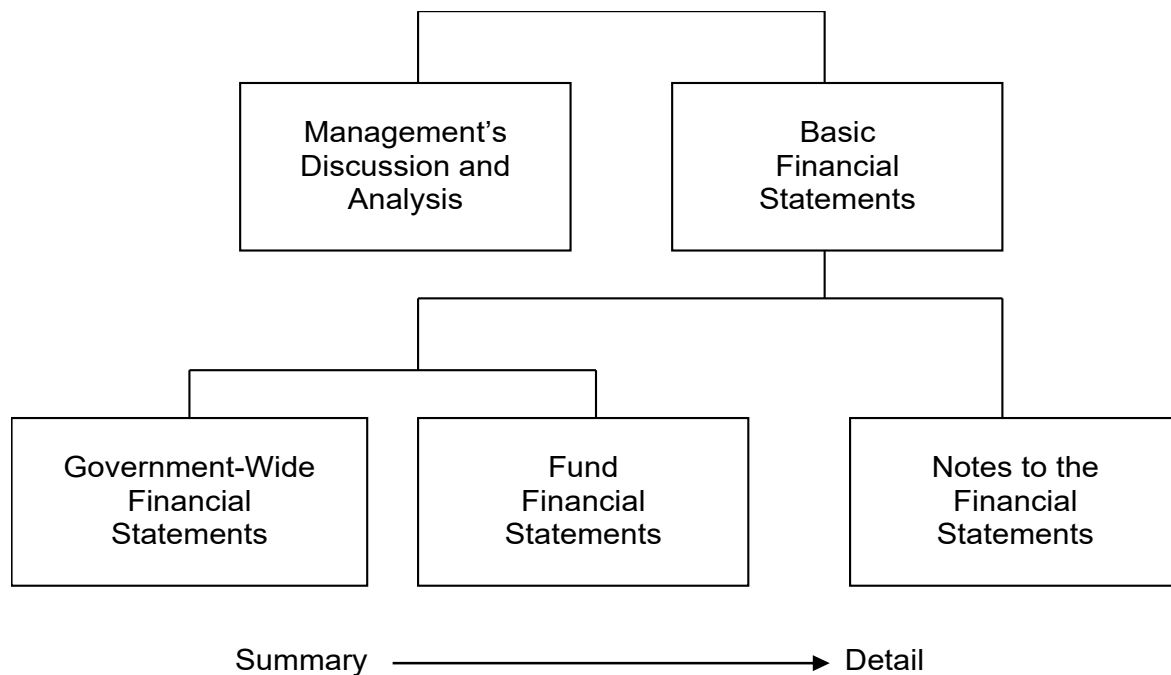 Management’s
Discussion and
Analysis
Basic
Financial
Statements
Government-Wide
Financial
Statements
Fund
Financial
Statements
Notes to the
Financial
Statements
Summary
Detail